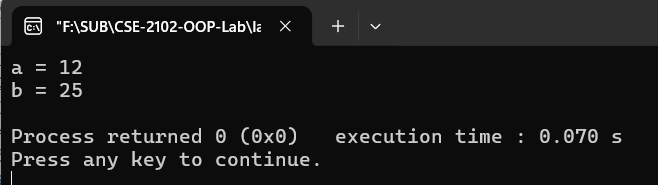 "F:\SUB\CSE-2102-OOP-Lab\la
a = 12
b = 25
Process returned 0 (0x0)   execution time : 0.070 s
Press any key to continue.